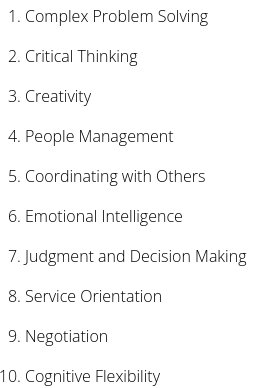 1. Complex Problem Solving
2. Critical Thinking
3. Creativity
4. People Management
5. Coordinating with Others
6. Emotional Intelligence
7. Judgment and Decision Making
8. Service Orientation
9. Negotiation
10. Cognitive Flexibility